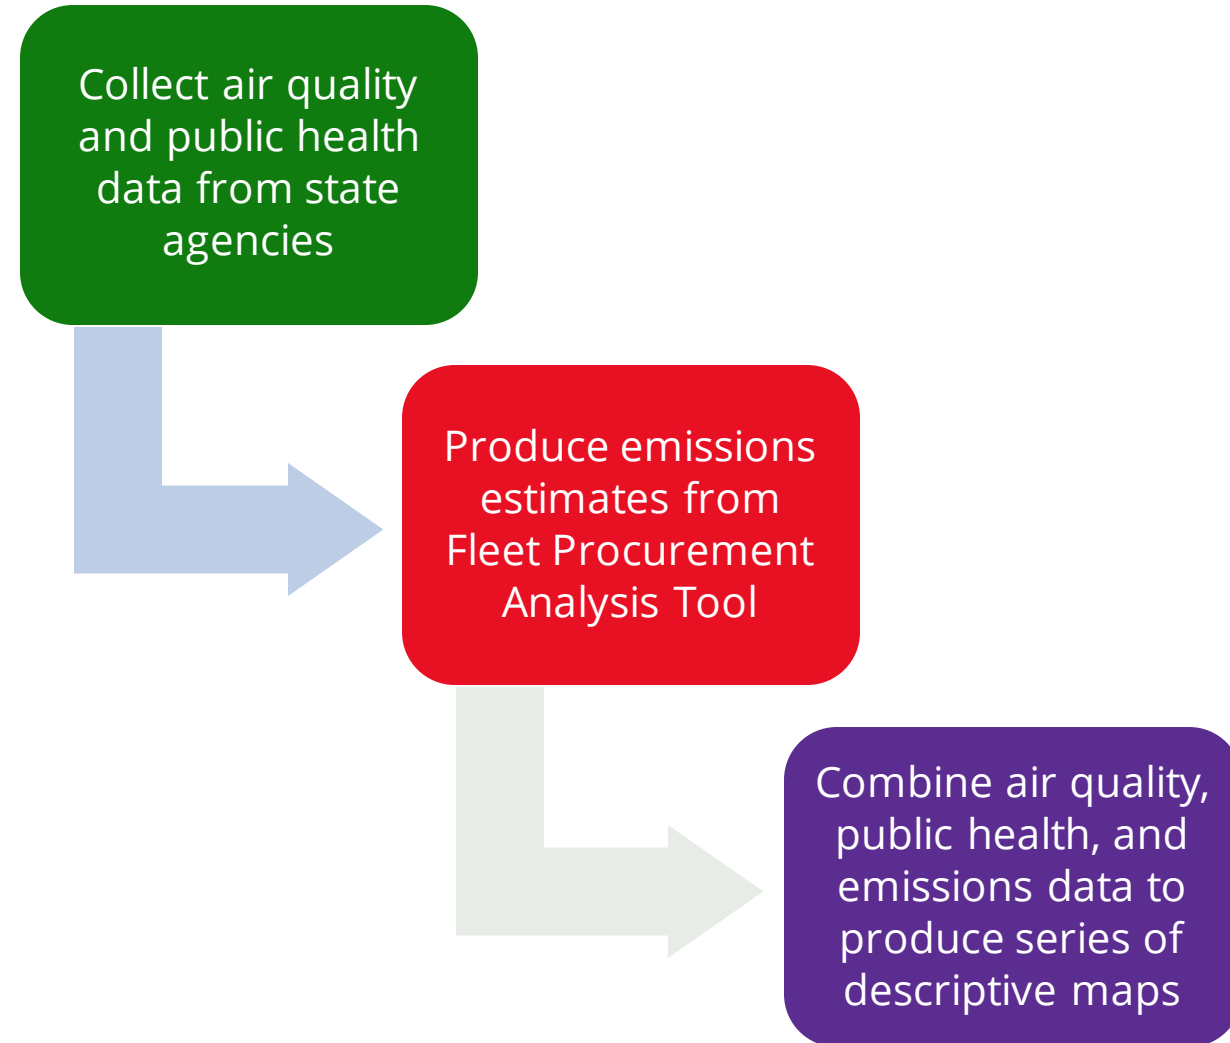 Collect air quality
and public health
data from state
agencies
Produce emissions
estimates from
Fleet Procurement
Analysis Tool
Combine air quality,
public health, and
emissions data to
produce series of
descriptive maps